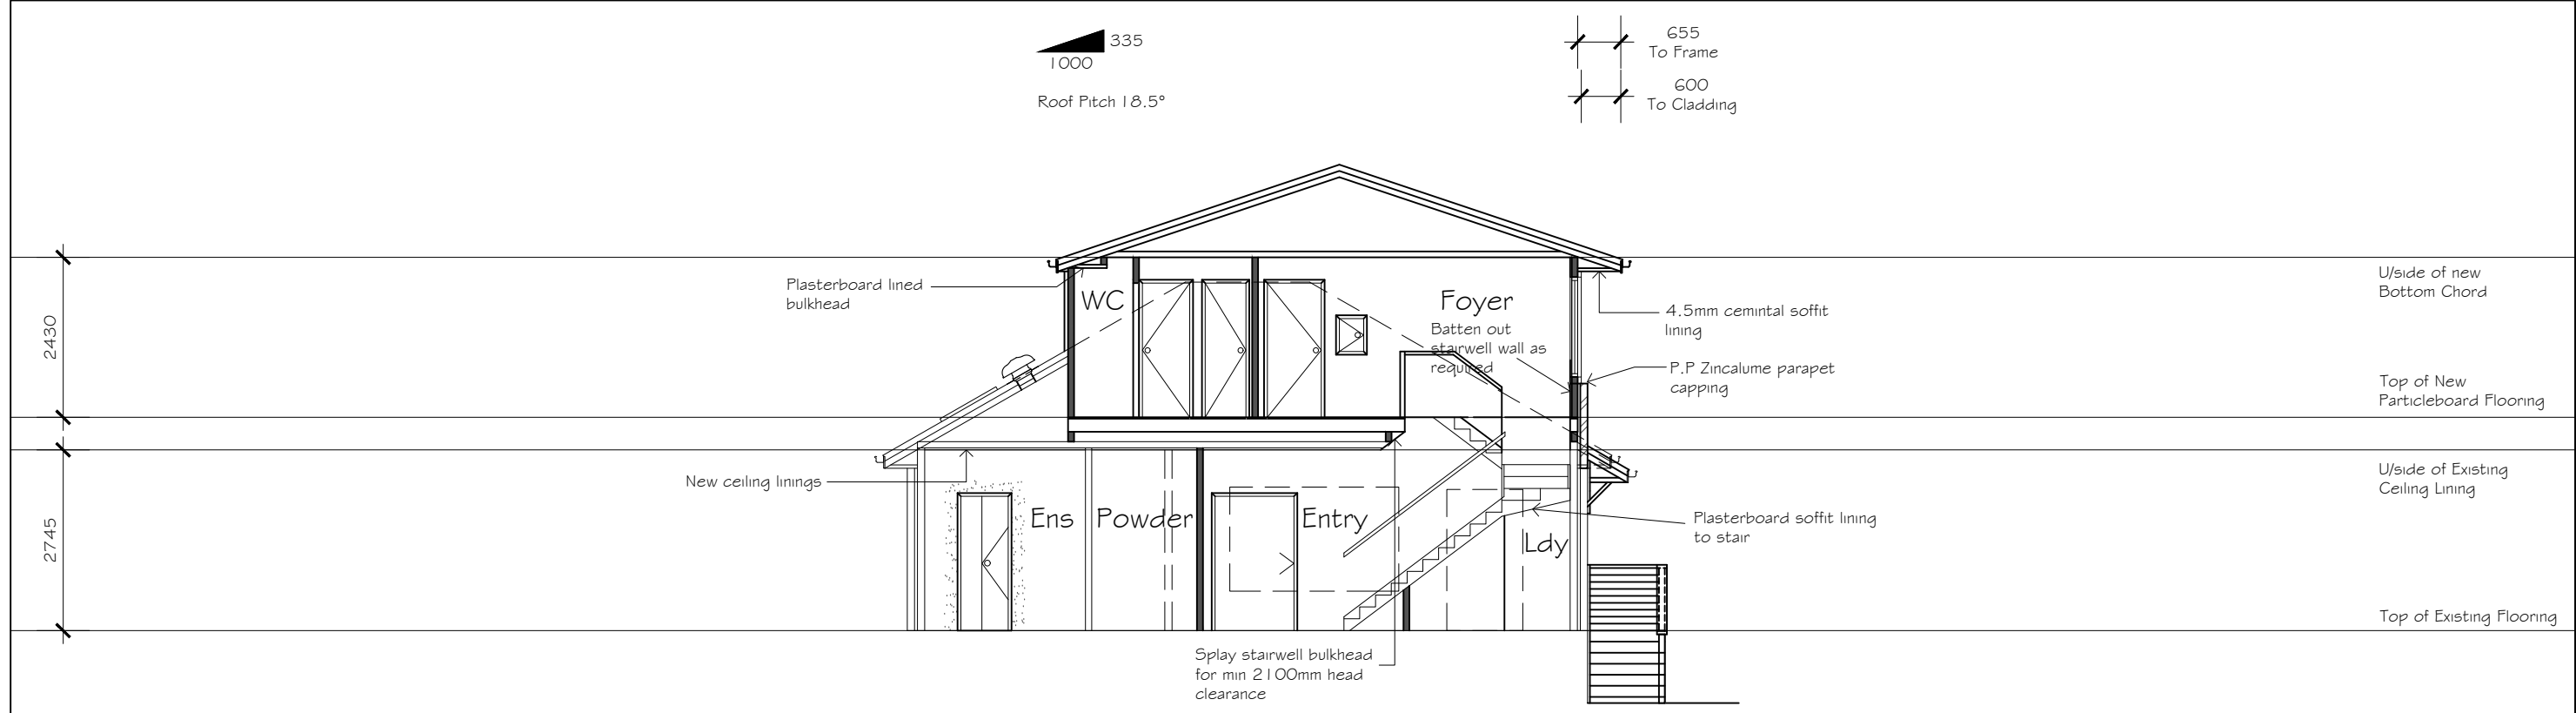 335
1000
Roof Pitch 18.5°
655
To Frame
600
To Cladding
2430
2745
Plasterboard lined
bulkhead
WC
Foyer
Batten out
stairwell wall as
required
4.5mm cemintal soffit
lining
P.P Zincalume parapet
capping
U/side of new
Bottom Chord
Top of New
Particleboard Flooring
New ceiling linings
Ens
Powder
Entry
Ldy
Plasterboard soffit lining
to stair
U/side of Existing
Ceiling Lining
Top of Existing Flooring
Splay stairwell bulkhead
for min 2100mm head
clearance